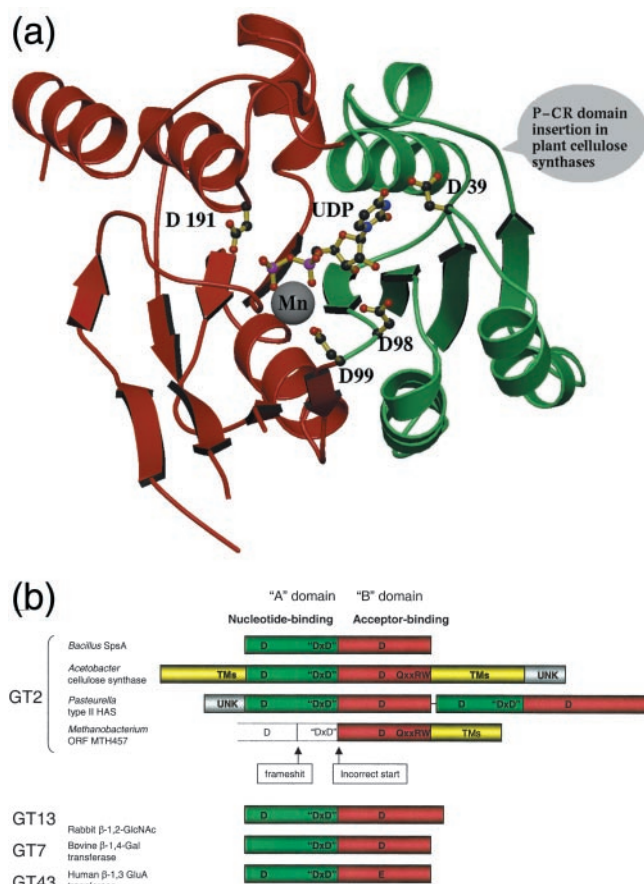 (a)
P–CR domain
insertion in
plant cellulose
synthases
D 39
UDP
D 191
Mn
D98
D99
(b)
"A" domain "B" domain
Nucleotide-binding Acceptor-binding
GT2
Bacillus SpsA
D "DxD" D
Acetobacter
cellulose synthase
TMs D "DxD" D QxxRW TMs UNK
Pasteurella
type II HAS
UNK D "DxD" D D "DxD" D
Methanobacterium
ORF MTH457
D "DxD" D QxxRW TMs
frameshit Incorrect start
GT13
Rabbit β-1,2-GlcNAc
D "DxD" D
GT7
Bovine β-1,4-Gal
transferase
"DxD" D
GT43
Human β-1,3 GluA
D "DxD" E